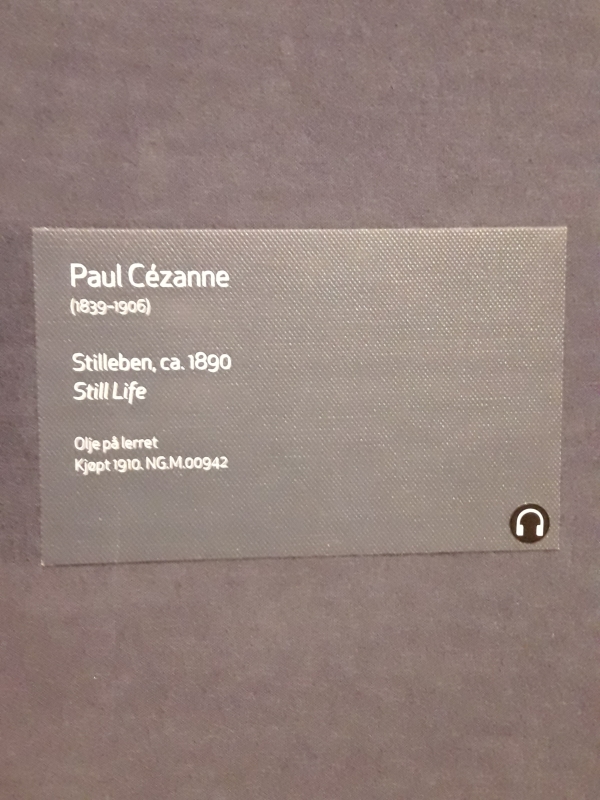 Paul Cézanne
(1839–1906)
Stilleben, ca. 1890
Still Life
Olje på lerret
Kjøpt 1910. NG.M.00942